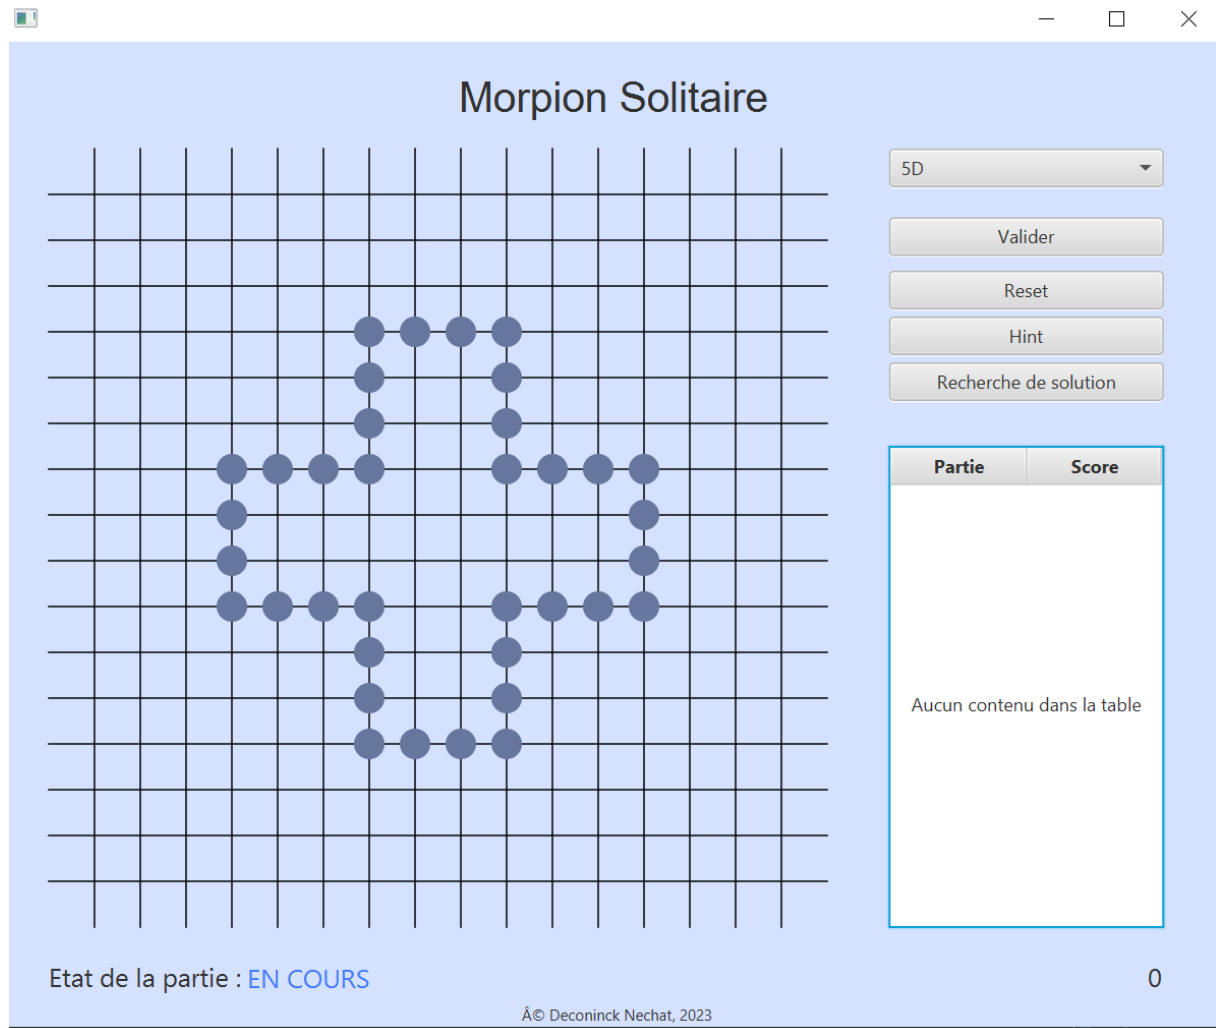 Morpion Solitaire
5D
Valider
Reset
Hint
Recherche de solution
Partie Score
Aucun contenu dans la table
Etat de la partie : EN COURS
0
Â© Deconinck Nechat, 2023